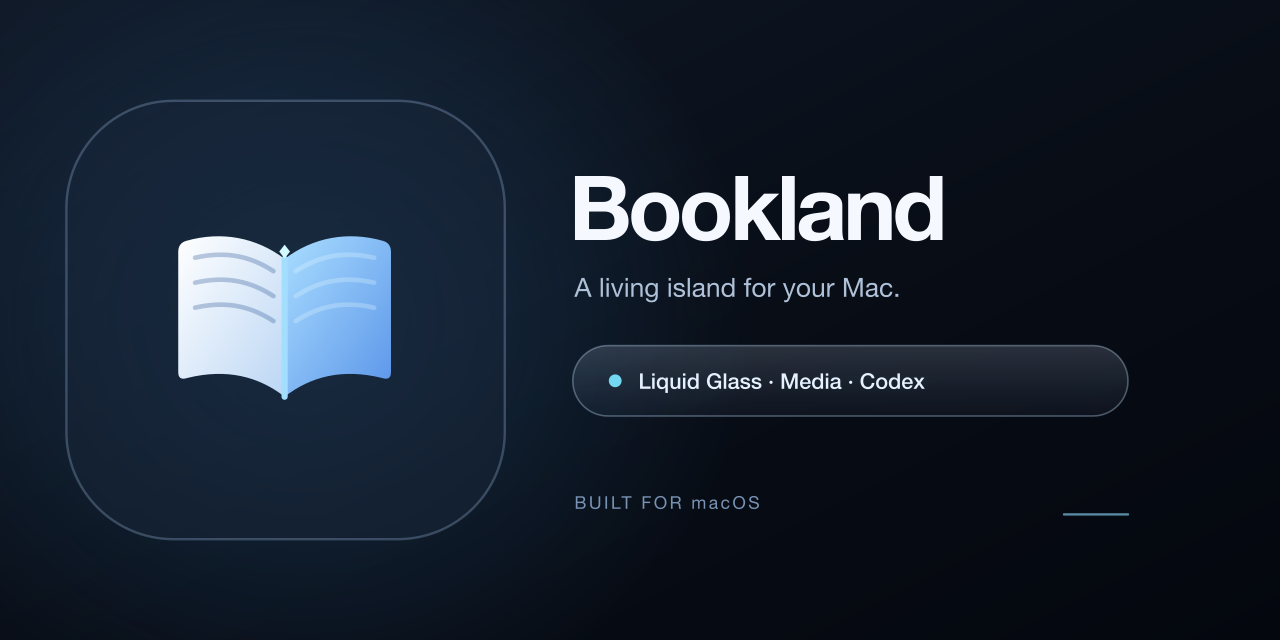 Bookland
A living island for your Mac.
Liquid Glass · Media · Codex
BUILT FOR macOS